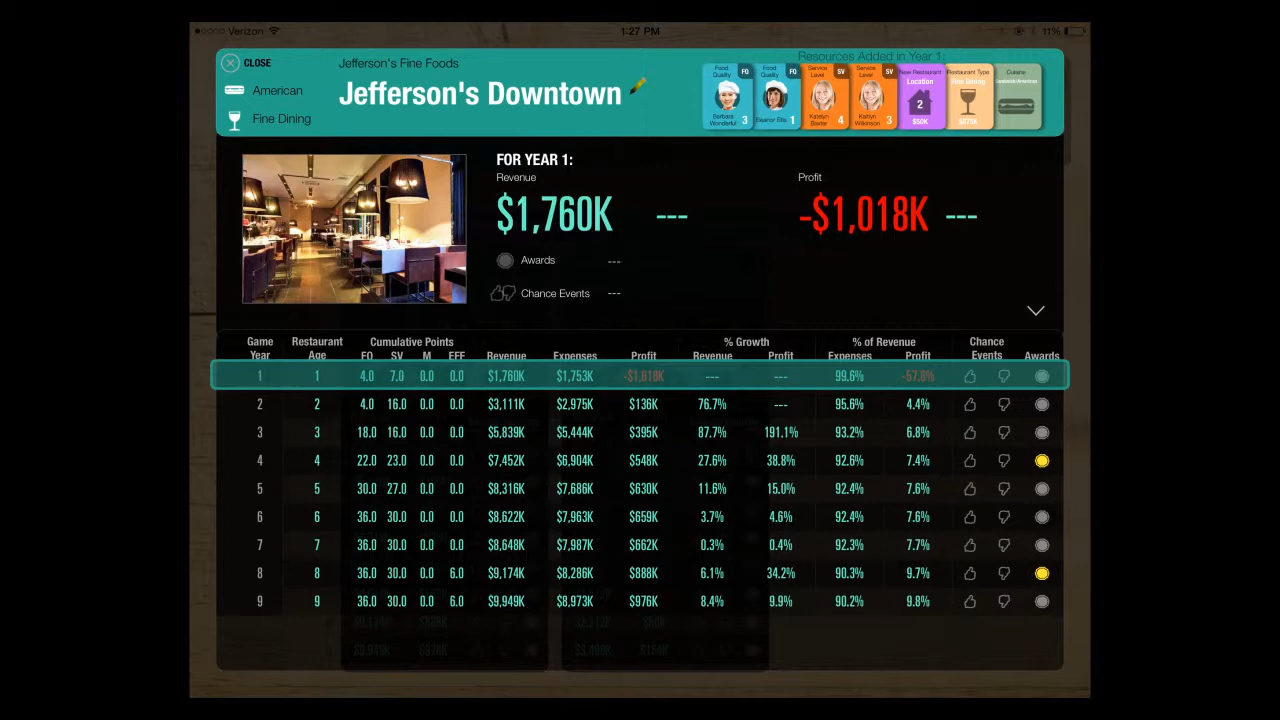 Verizon
1:27 PM
11%
CLOSE
Jefferson's Fine Foods
Jefferson's Downtown
American
Fine Dining
Resources Added in Year 1:
Food Quality FQ Barbara Wonderful 3
Food Quality FQ Eleanor Ellis 1
Service Level SV Katelyn Baxter 4
Service Level SV Karlyn Wilkinson 3
New Restaurant Location 2 $50K
Restaurant Type Fine Dining $875K
Cuisine Sandwich/American
FOR YEAR 1:
Revenue
$1,760K ---
Profit
-$1,018K ---
Awards ---
Chance Events ---
Game Year Restaurant Age Cumulative Points % Growth % of Revenue Chance Events
FQ SV M EFF Revenue Expenses Profit Revenue Profit Expenses Profit Awards
1 1 4.0 7.0 0.0 0.0 $1,760K $1,753K -$1,018K --- --- 99.6% -57.8%
2 2 4.0 16.0 0.0 0.0 $3,111K $2,975K $136K 76.7% --- 95.6% 4.4%
3 3 18.0 16.0 0.0 0.0 $5,839K $5,444K $395K 87.7% 191.1% 93.2% 6.8%
4 4 22.0 23.0 0.0 0.0 $7,452K $6,904K $548K 27.6% 38.8% 92.6% 7.4%
5 5 30.0 27.0 0.0 0.0 $8,316K $7,686K $630K 11.6% 15.0% 92.4% 7.6%
6 6 36.0 30.0 0.0 0.0 $8,622K $7,963K $659K 3.7% 4.6% 92.4% 7.6%
7 7 36.0 30.0 0.0 0.0 $8,648K $7,987K $662K 0.3% 0.4% 92.3% 7.7%
8 8 36.0 30.0 0.0 6.0 $9,174K $8,286K $888K 6.1% 34.2% 90.3% 9.7%
9 9 36.0 30.0 0.0 6.0 $9,949K $8,973K $976K 8.4% 9.9% 90.2% 9.8%